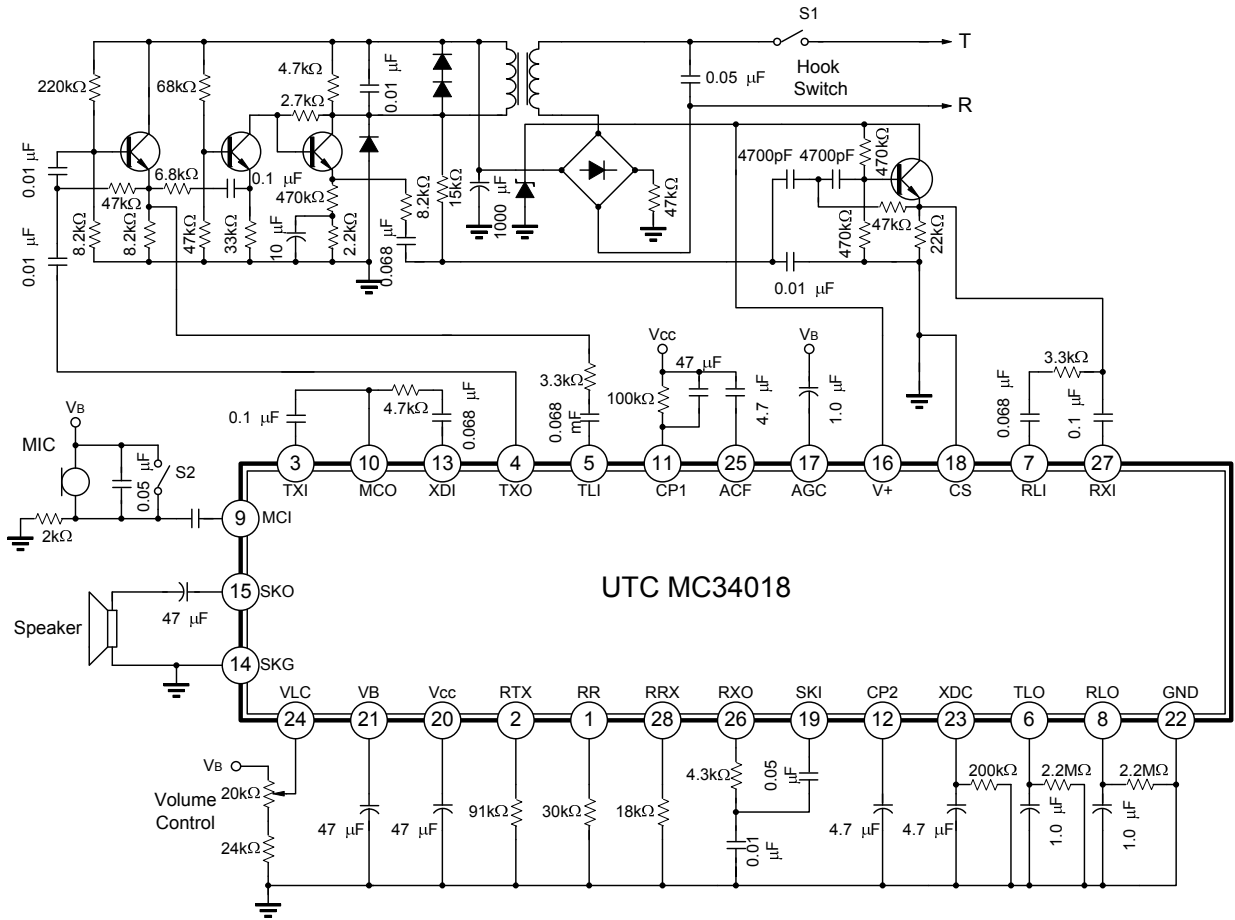 S1
T
Hook
Switch
R
0.05 μF
220kΩ
68kΩ
4.7kΩ
2.7kΩ
0.01 μF
0.01 μF
6.8kΩ
0.1 μF
47kΩ
470kΩ
8.2kΩ
8.2kΩ
47kΩ
33kΩ
10 μF
2.2kΩ
8.2kΩ
0.068 μF
15kΩ
1000 μF
47kΩ
4700pF
4700pF
470kΩ
47kΩ
470kΩ
22kΩ
0.01 μF
0.01 μF
VB
MIC
0.05 μF
S2
2kΩ
0.1 μF
4.7kΩ
0.068 μF
3.3kΩ
0.068 mF
Vcc
47 μF
100kΩ
4.7 μF
VB
1.0 μF
3.3kΩ
0.068 μF
0.1 μF
3
10
13
4
5
11
25
17
16
18
7
27
TXI
MCO
XDI
TXO
TLI
CP1
ACF
AGC
V+
CS
RLI
RXI
9
MCI
15
SKO
47 μF
Speaker
14
SKG
UTC MC34018
VLC
VB
Vcc
RTX
RR
RRX
RXO
SKI
CP2
XDC
TLO
RLO
GND
24
21
20
2
1
28
26
19
12
23
6
8
22
VB
20kΩ
Volume
Control
24kΩ
47 μF
47 μF
91kΩ
30kΩ
18kΩ
4.3kΩ
0.05 μF
0.01 μF
4.7 μF
4.7 μF
200kΩ
2.2MΩ
1.0 μF
2.2MΩ
1.0 μF